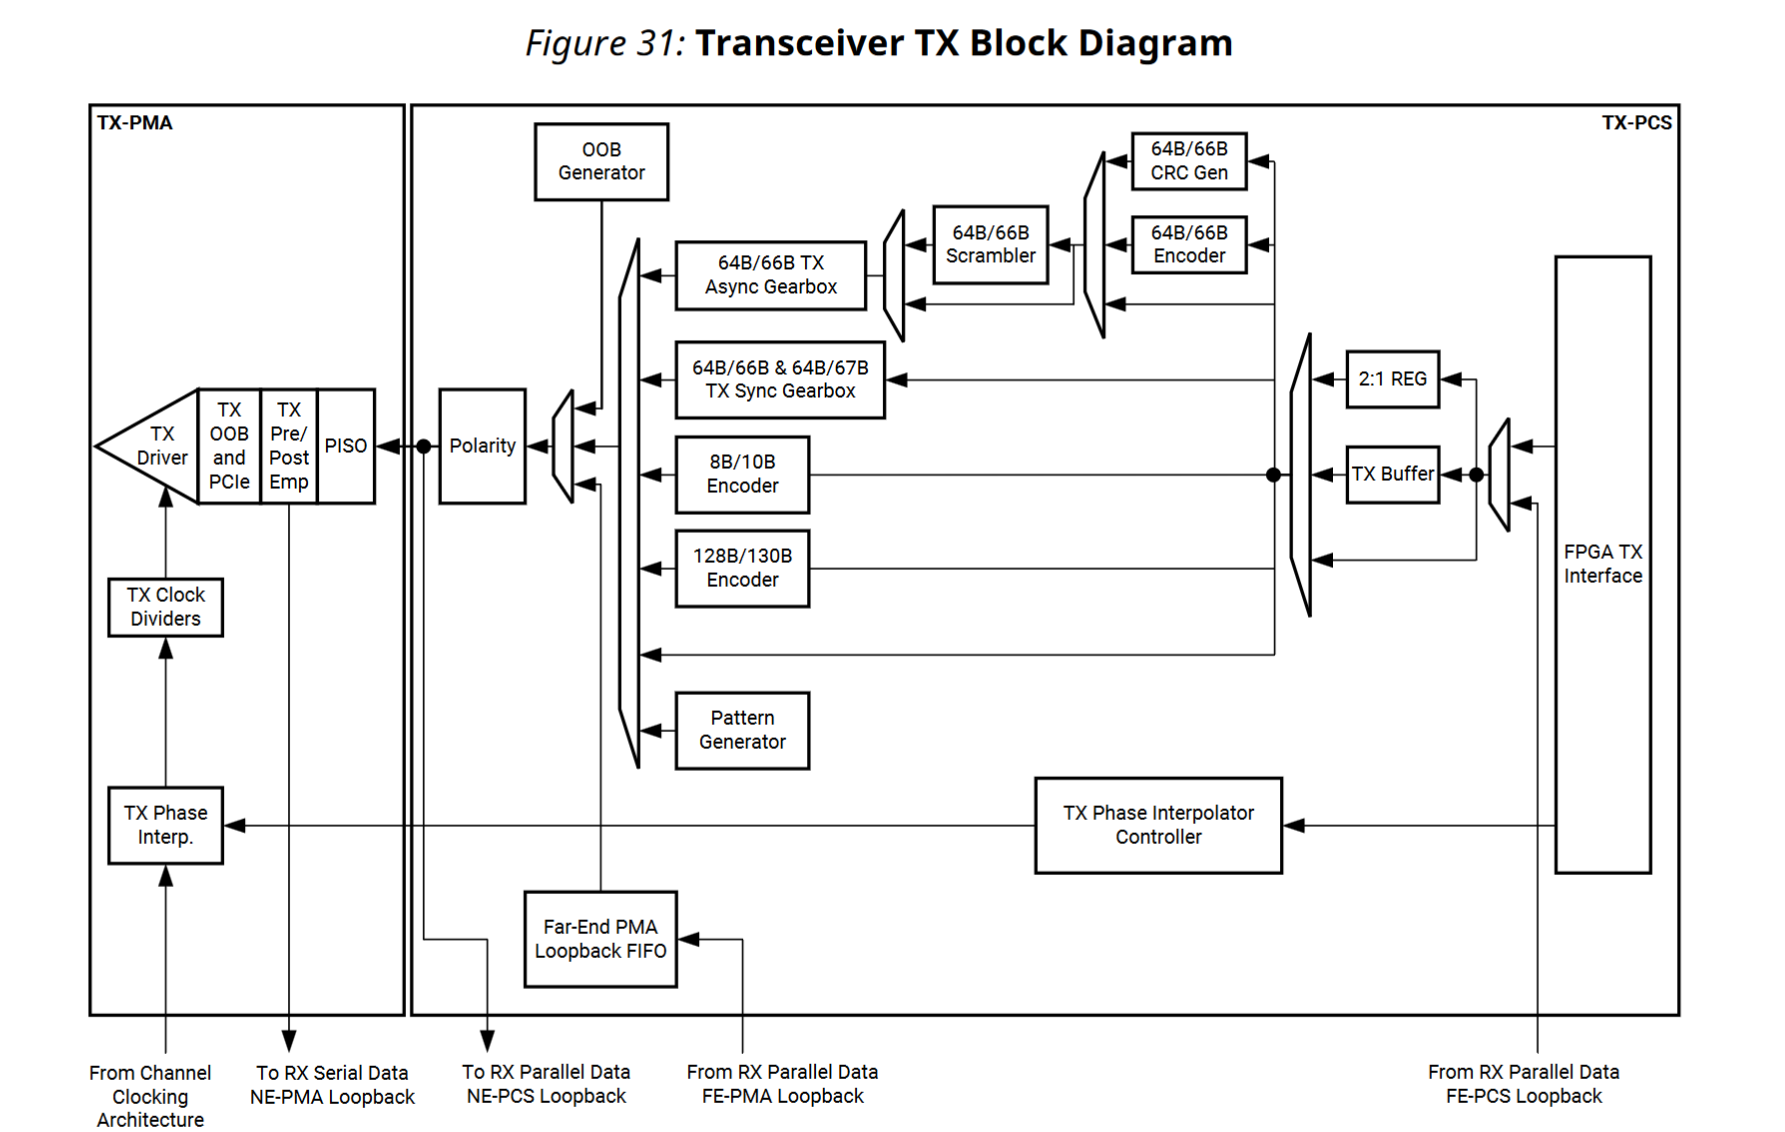 Figure 31: Transceiver TX Block Diagram
TX-PMA
TX-PCS
OOB
Generator
64B/66B
CRC Gen
64B/66B
Scrambler
64B/66B
Encoder
64B/66B TX
Async Gearbox
64B/66B & 64B/67B
TX Sync Gearbox
2:1 REG
TX
Driver
TX
OOB
and
PCIe
TX
Pre/
Post
Emp
PISO
Polarity
8B/10B
Encoder
TX Buffer
128B/130B
Encoder
FPGA TX
Interface
TX Clock
Dividers
Pattern
Generator
TX Phase
Interp.
TX Phase Interpolator
Controller
Far-End PMA
Loopback FIFO
From Channel
Clocking
Architecture
To RX Serial Data
NE-PMA Loopback
To RX Parallel Data
NE-PCS Loopback
From RX Parallel Data
FE-PMA Loopback
From RX Parallel Data
FE-PCS Loopback